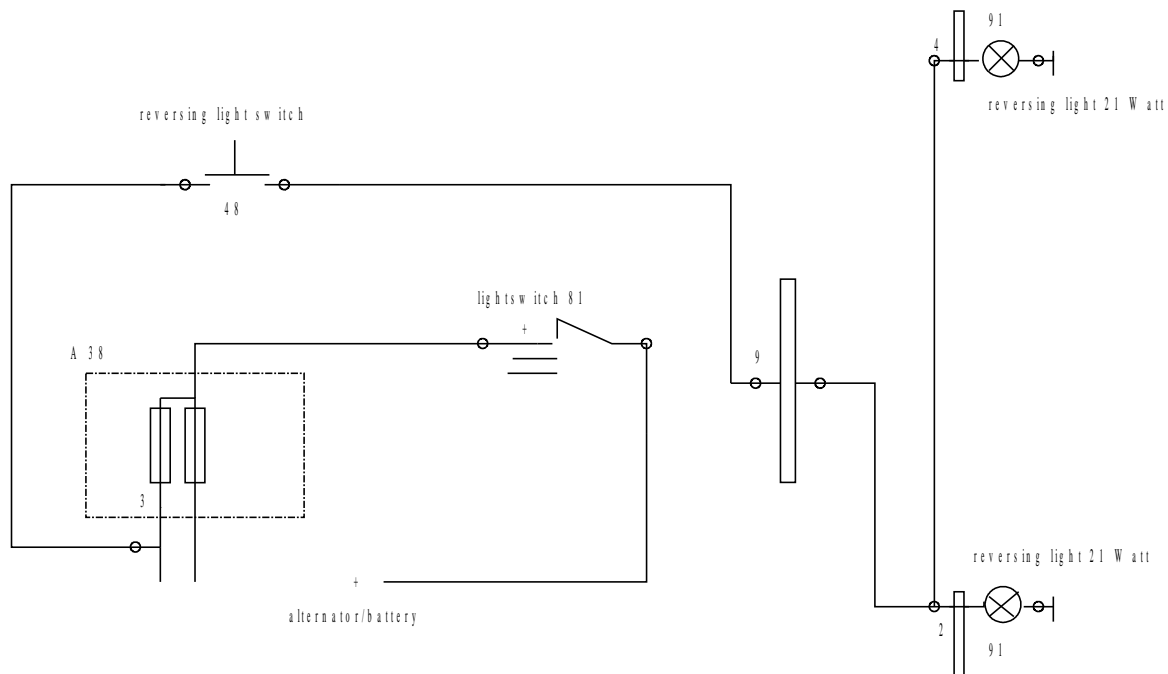 91
4
reversing light 21 Watt
reversing light switch
48
lightswitch 81
+
A 38
9
3
reversing light 21 Watt
+
alternator/battery
2
91